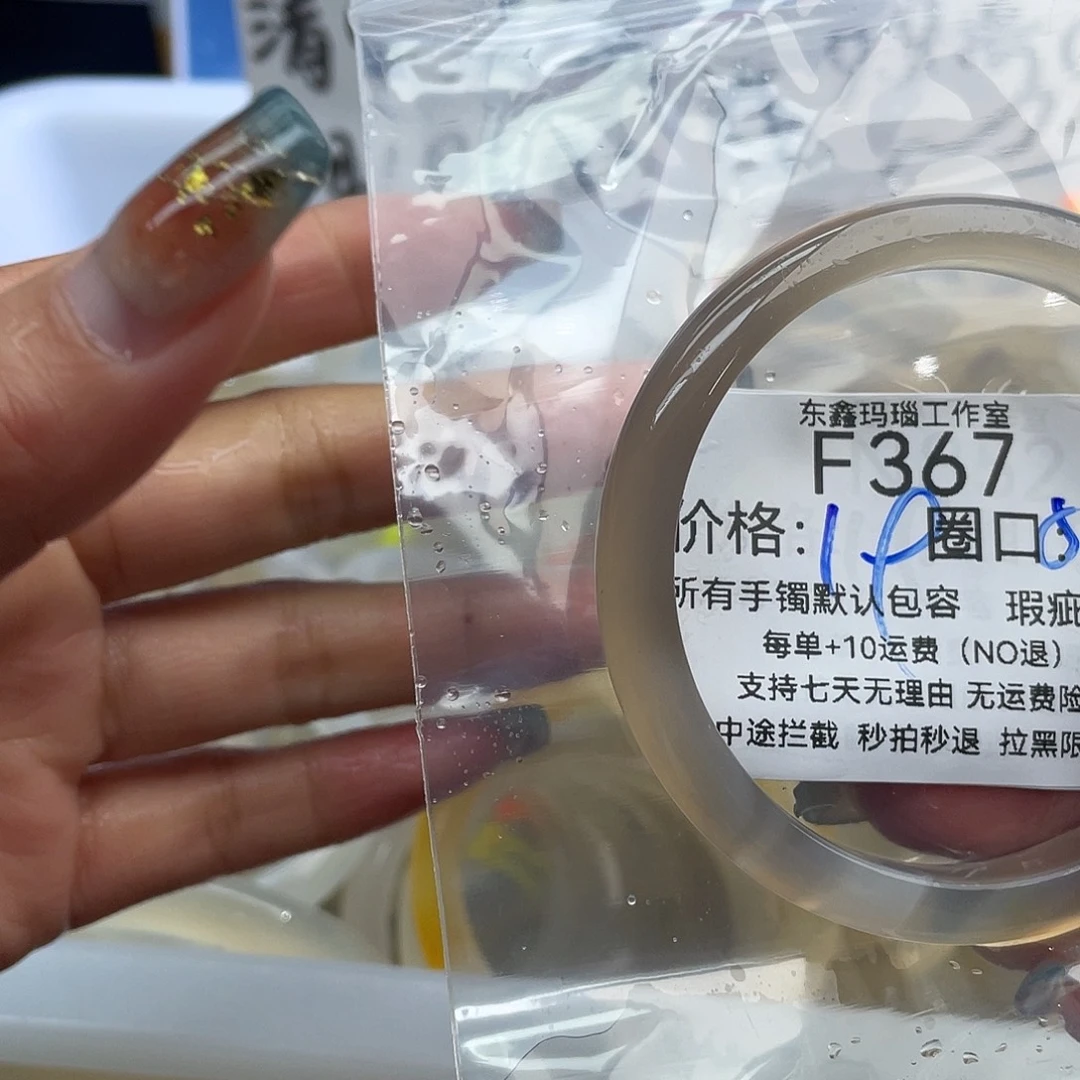 清
东鑫玛瑙工作室
F367
价格: 圈口:
所有手镯默认包容 瑕疵
每单+10运费（NO退）
支持七天无理由 无运费险
中途拦截 秒拍秒退 拉黑限